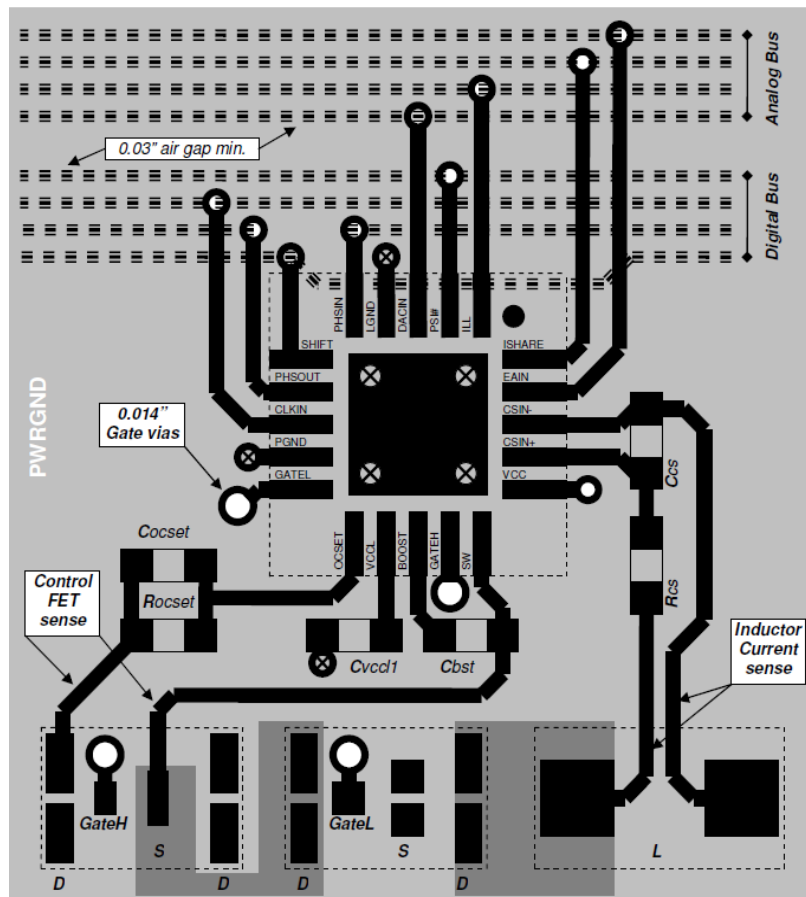 Analog Bus
0.03" air gap min.
Digital Bus
PHSIN
LGND
DACIN
PSI#
ILL
SHIFT
ISHARE
PHSOUT
EAIN
CLKIN
CSIN-
PGND
CSIN+
GATEL
VCC
PWRGND
0.014"
Gate vias
Ccs
OCSET
VCCL
BOOST
GATEH
SW
Cocset
Rocset
Rcs
Control
FET
sense
Cvccl1
Cbst
Inductor
Current
sense
GateH
S
GateL
S
L
D
D
D
D